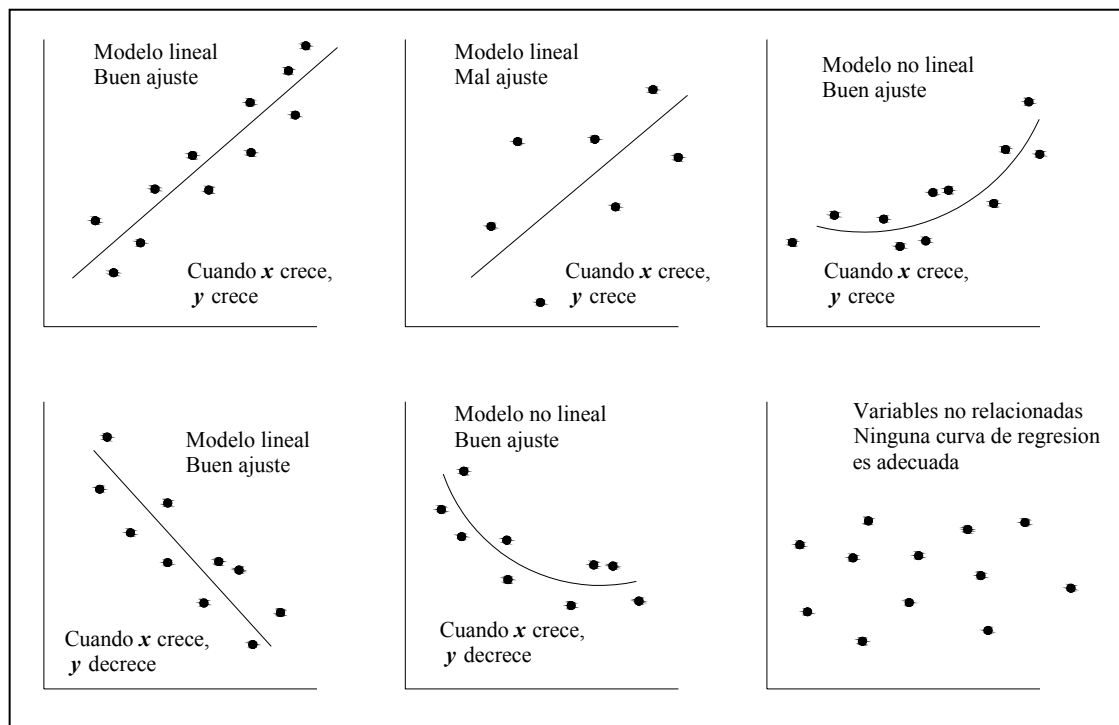 Modelo lineal
Buen ajuste
Cuando x crece,
y crece
Modelo lineal
Mal ajuste
Cuando x crece,
y crece
Modelo no lineal
Buen ajuste
Cuando x crece,
y crece
Modelo lineal
Buen ajuste
Cuando x crece,
y decrece
Modelo no lineal
Buen ajuste
Cuando x crece,
y decrece
Variables no relacionadas
Ninguna curva de regresion
es adecuada